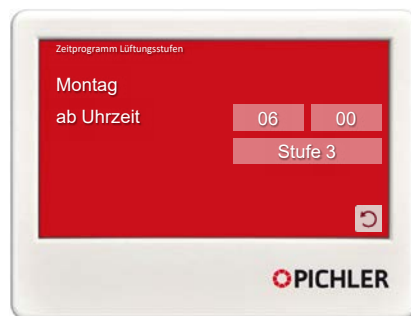 Zeitprogramm Lüftungsstufen
Montag
ab Uhrzeit 06 00
Stufe 3
PICHLER